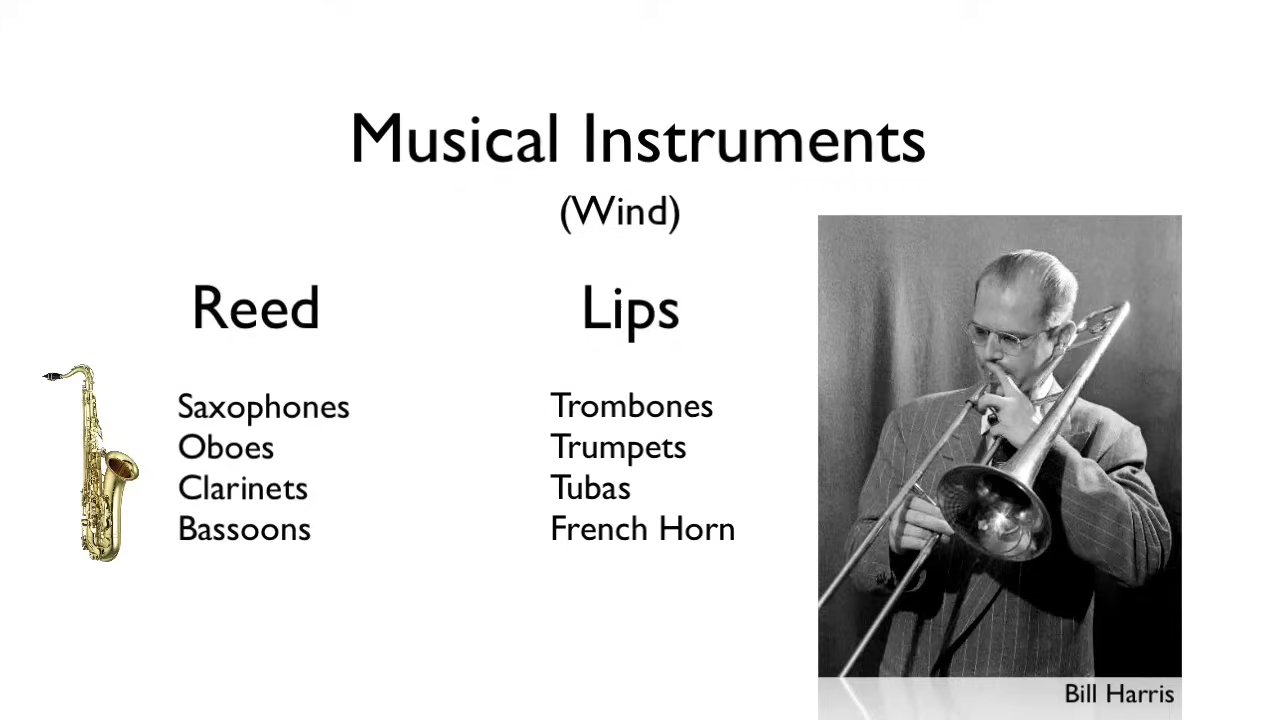 Musical Instruments
(Wind)
Reed
Saxophones
Oboes
Clarinets
Bassoons
Lips
Trombones
Trumpets
Tubas
French Horn
Bill Harris